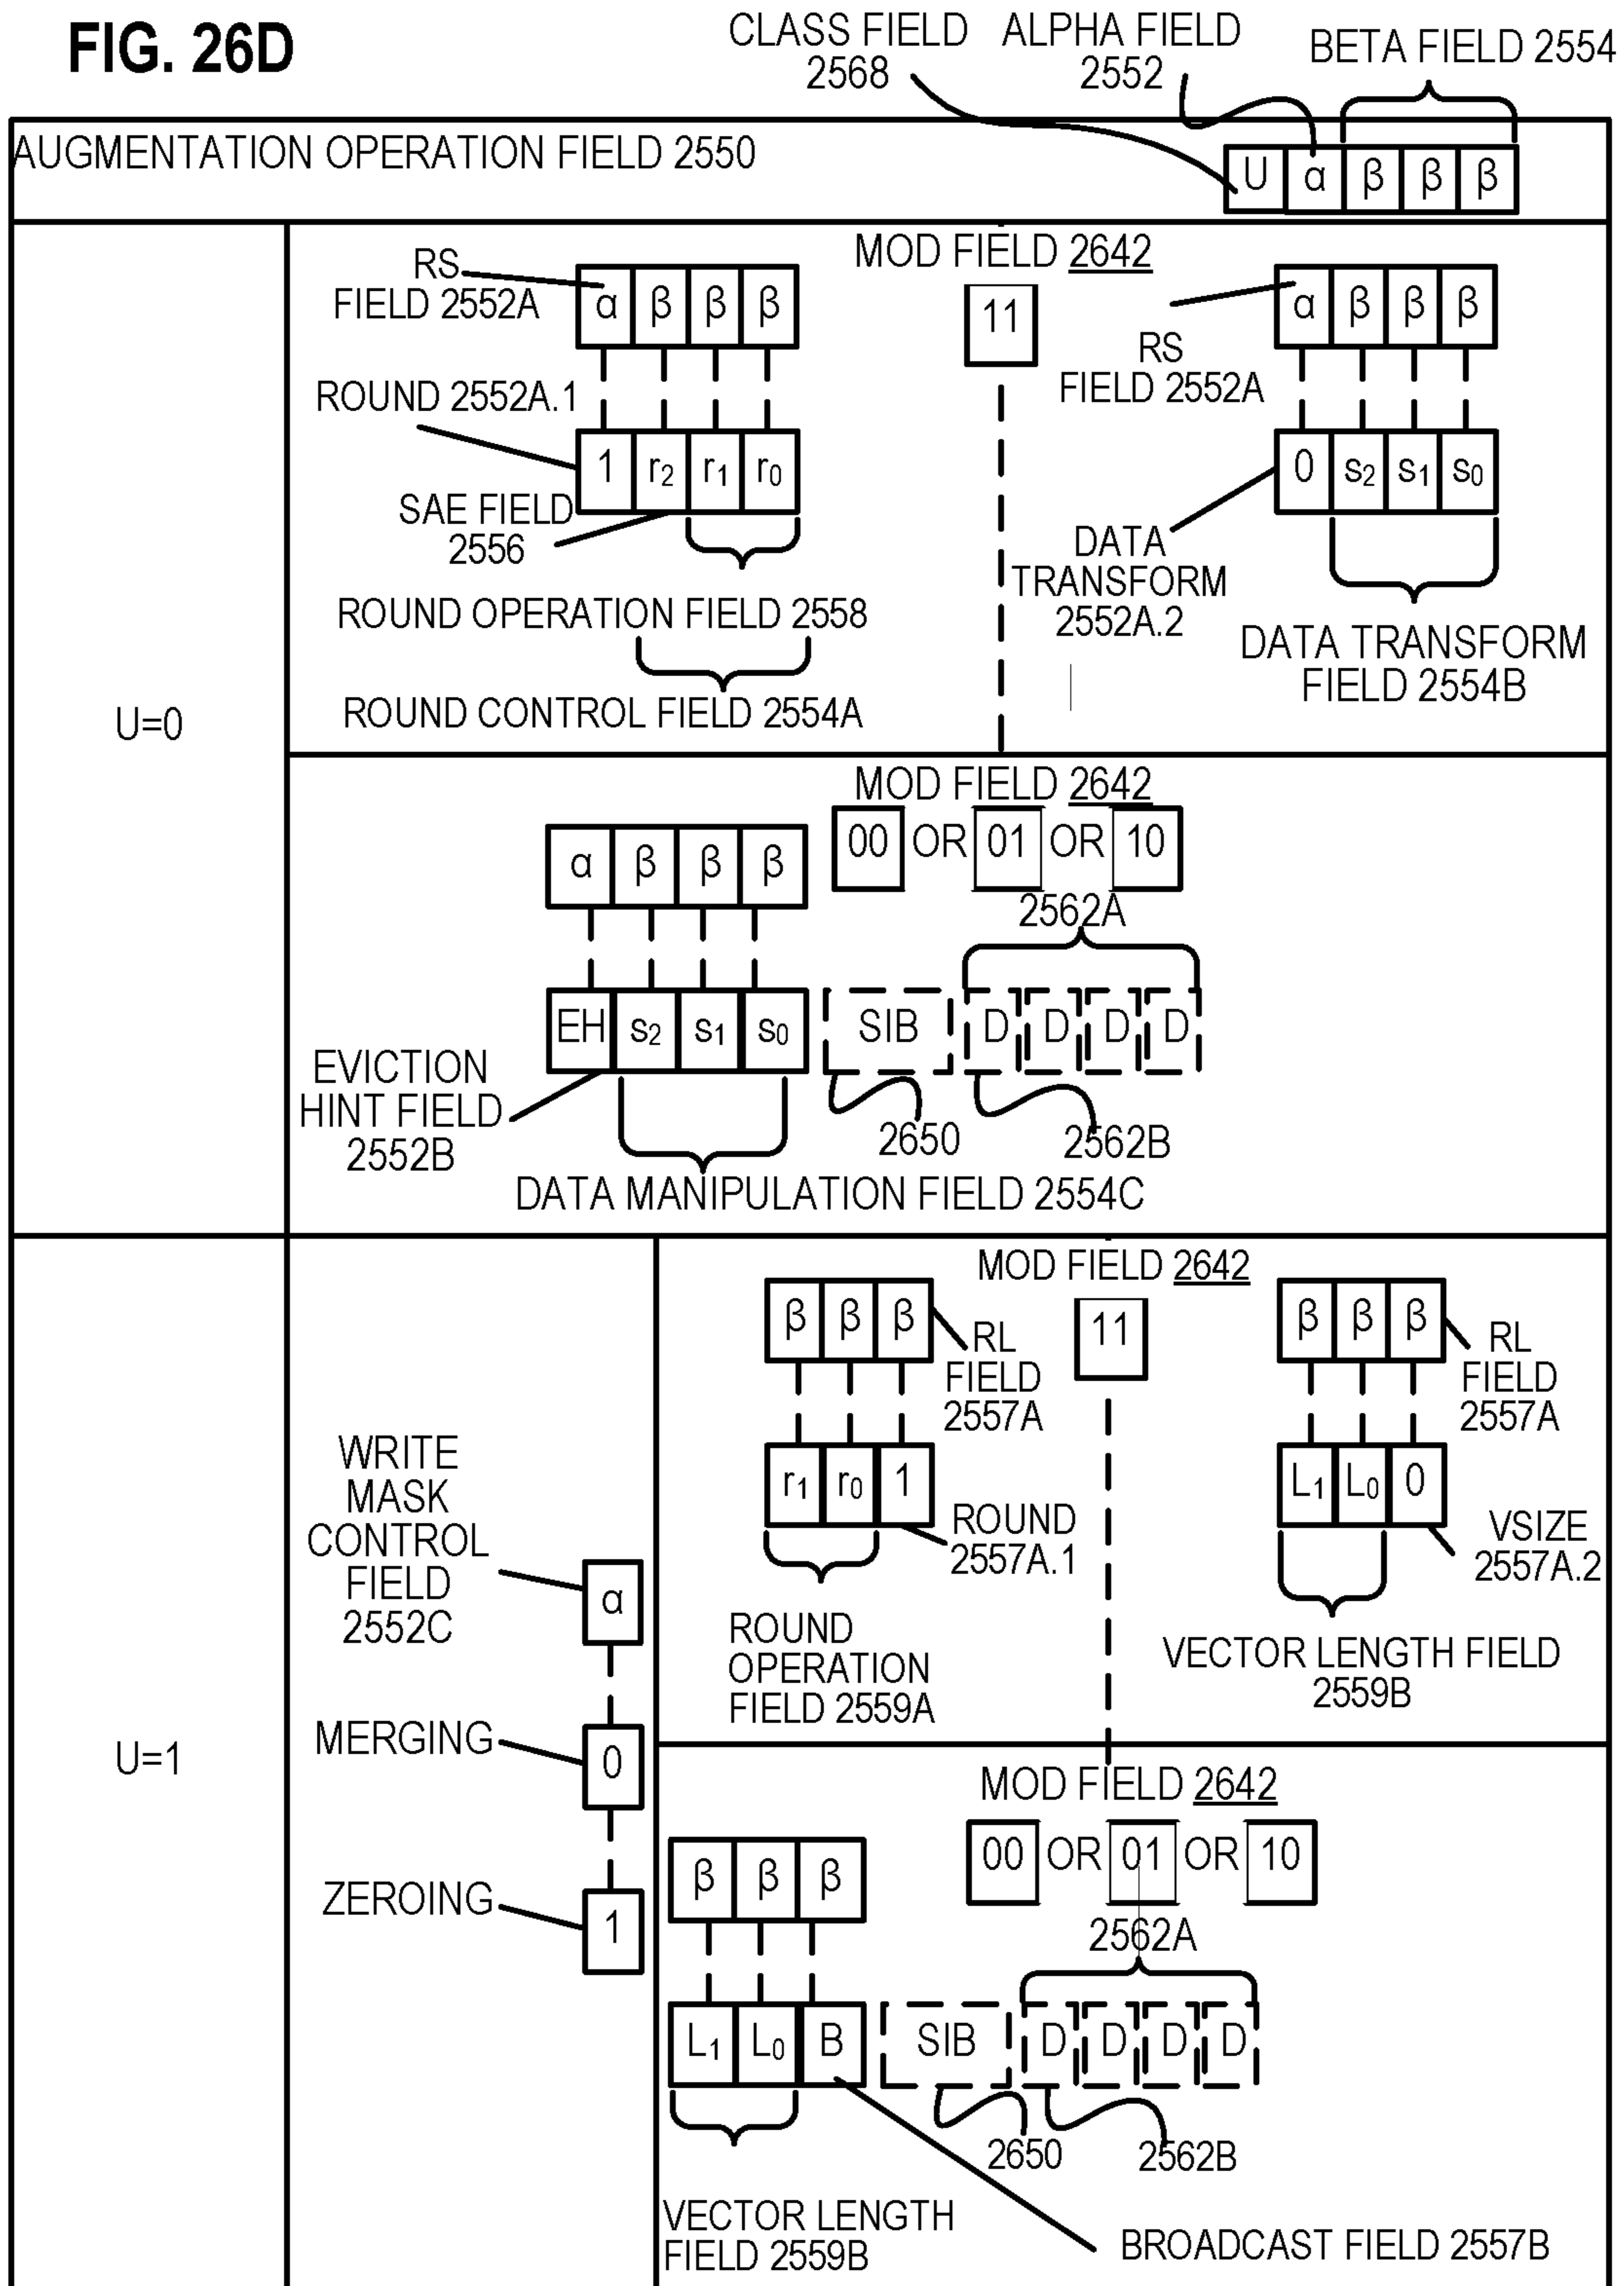 FIG. 26D
CLASS FIELD
2568
ALPHA FIELD
2552
BETA FIELD 2554
AUGMENTATION OPERATION FIELD 2550
U α β β β
U=0
MOD FIELD 2642
11
RS
FIELD 2552A
α β β β
ROUND 2552A.1
1 r2 r1 r0
SAE FIELD
2556
ROUND OPERATION FIELD 2558
ROUND CONTROL FIELD 2554A
α β β β
RS
FIELD 2552A
0 s2 s1 s0
DATA
TRANSFORM
2552A.2
DATA TRANSFORM
FIELD 2554B
MOD FIELD 2642
00 OR 01 OR 10
α β β β
2562A
EH s2 s1 s0 SIB D D D D
EVICTION
HINT FIELD
2552B
2650
2562B
DATA MANIPULATION FIELD 2554C
U=1
WRITE
MASK
CONTROL
FIELD
2552C
α
MERGING
0
ZEROING
1
MOD FIELD 2642
11
β β β
RL
FIELD
2557A
r1 r0 1
ROUND
2557A.1
ROUND
OPERATION
FIELD 2559A
β β β
RL
FIELD
2557A
L1 L0 0
VSIZE
2557A.2
VECTOR LENGTH FIELD
2559B
MOD FIELD 2642
00 OR 01 OR 10
β β β
2562A
L1 L0 B SIB D D D D
2650
2562B
VECTOR LENGTH
FIELD 2559B
BROADCAST FIELD 2557B